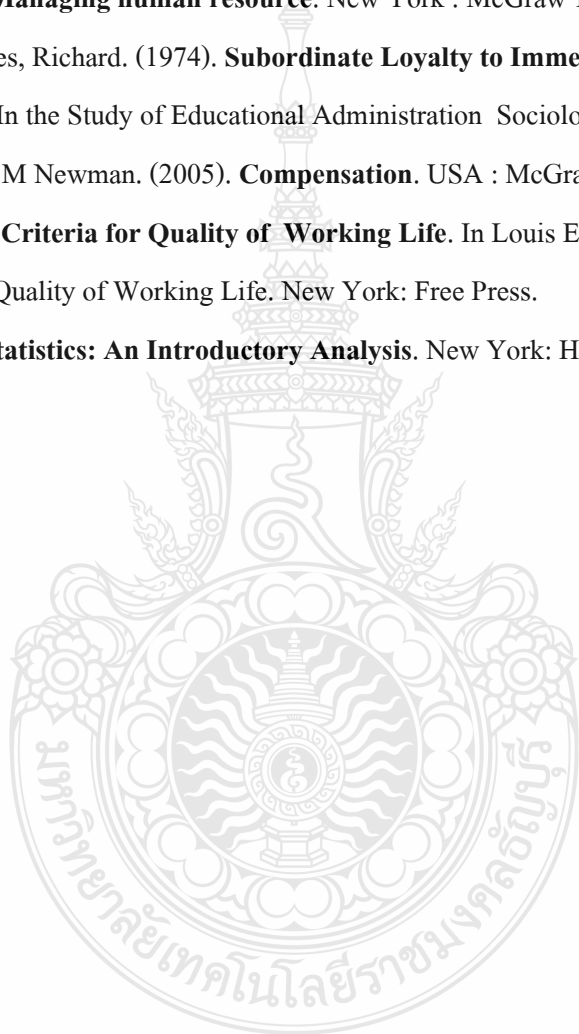 Managing human resource. New York : McGraw
es, Richard. (1974). Subordinate Loyalty to Imme
In the Study of Educational Administration Sociolo
M Newman. (2005). Compensation. USA : McGra
Criteria for Quality of Working Life. In Louis E
Quality of Working Life. New York: Free Press.
tatistics: An Introductory Analysis. New York: H
มหาวิทยาลัยเทคโนโลยีราชมงคลธัญบุรี